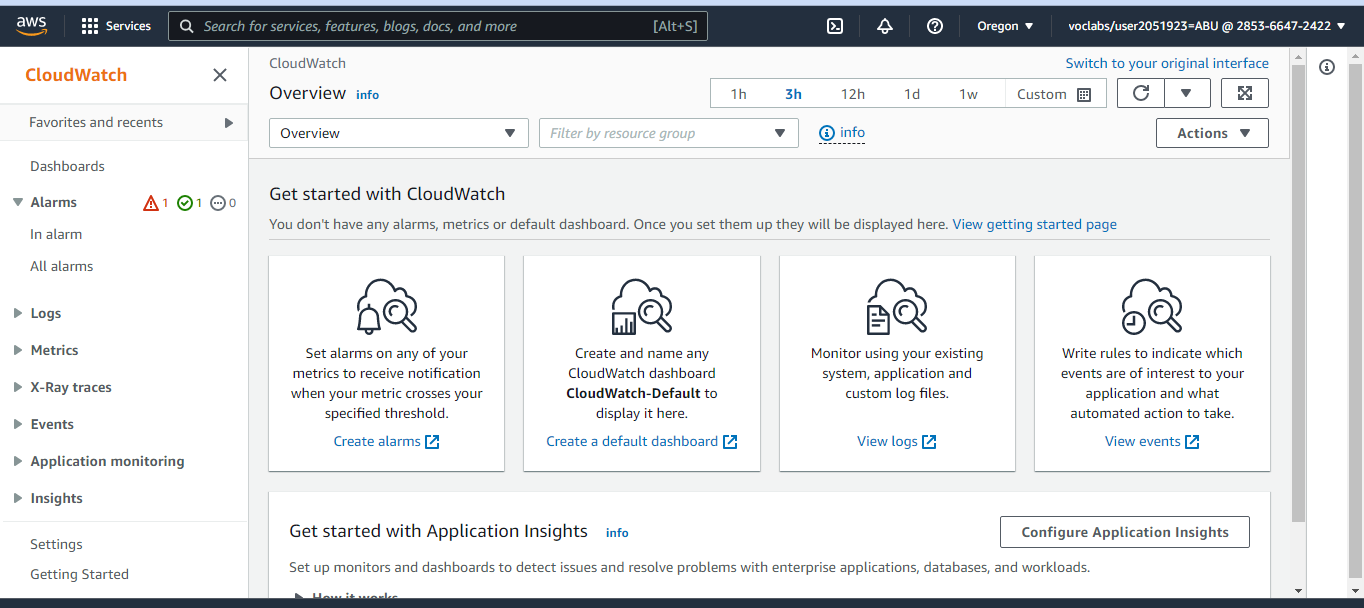 aws
Services
Search for services, features, blogs, docs, and more
[Alt+S]
Oregon
voclabs/user2051923=ABU @ 2853-6647-2422
CloudWatch
Favorites and recents
Dashboards
Alarms
1
1
0
In alarm
All alarms
Logs
Metrics
X-Ray traces
Events
Application monitoring
Insights
Settings
Getting Started
CloudWatch
Switch to your original interface
Overview info
1h 3h 12h 1d 1w Custom
Overview
Filter by resource group
info
Actions
Get started with CloudWatch
You don't have any alarms, metrics or default dashboard. Once you set them up they will be displayed here. View getting started page
Set alarms on any of your
metrics to receive notification
when your metric crosses your
specified threshold.
Create alarms
Create and name any
CloudWatch dashboard
CloudWatch-Default to
display it here.
Create a default dashboard
Monitor using your existing
system, application and
custom log files.
View logs
Write rules to indicate which
events are of interest to your
application and what
automated action to take.
View events
Get started with Application Insights info
Configure Application Insights
Set up monitors and dashboards to detect issues and resolve problems with enterprise applications, databases, and workloads.
How it works